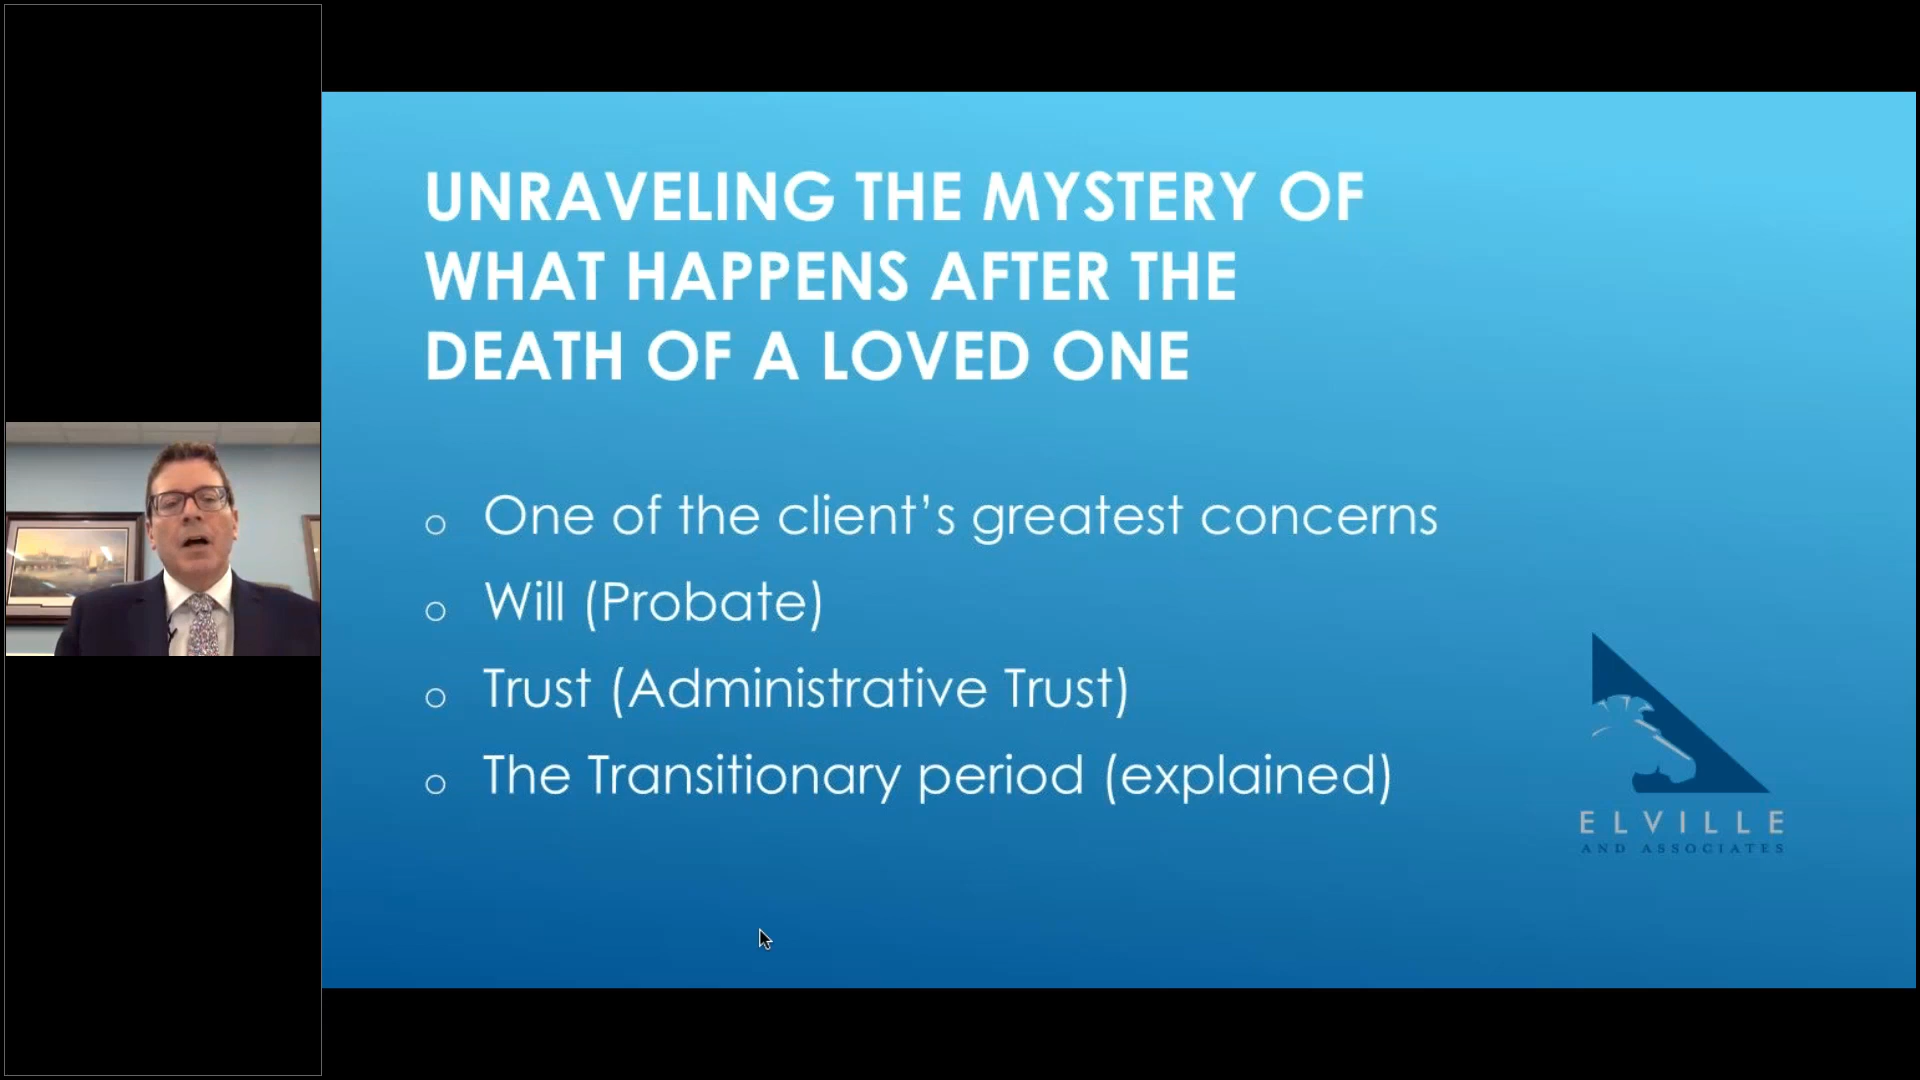 UNRAVELING THE MYSTERY OF
WHAT HAPPENS AFTER THE
DEATH OF A LOVED ONE
o One of the client’s greatest concerns
o Will (Probate)
o Trust (Administrative Trust)
o The Transitionary period (explained)
ELVILLE
AND ASSOCIATES